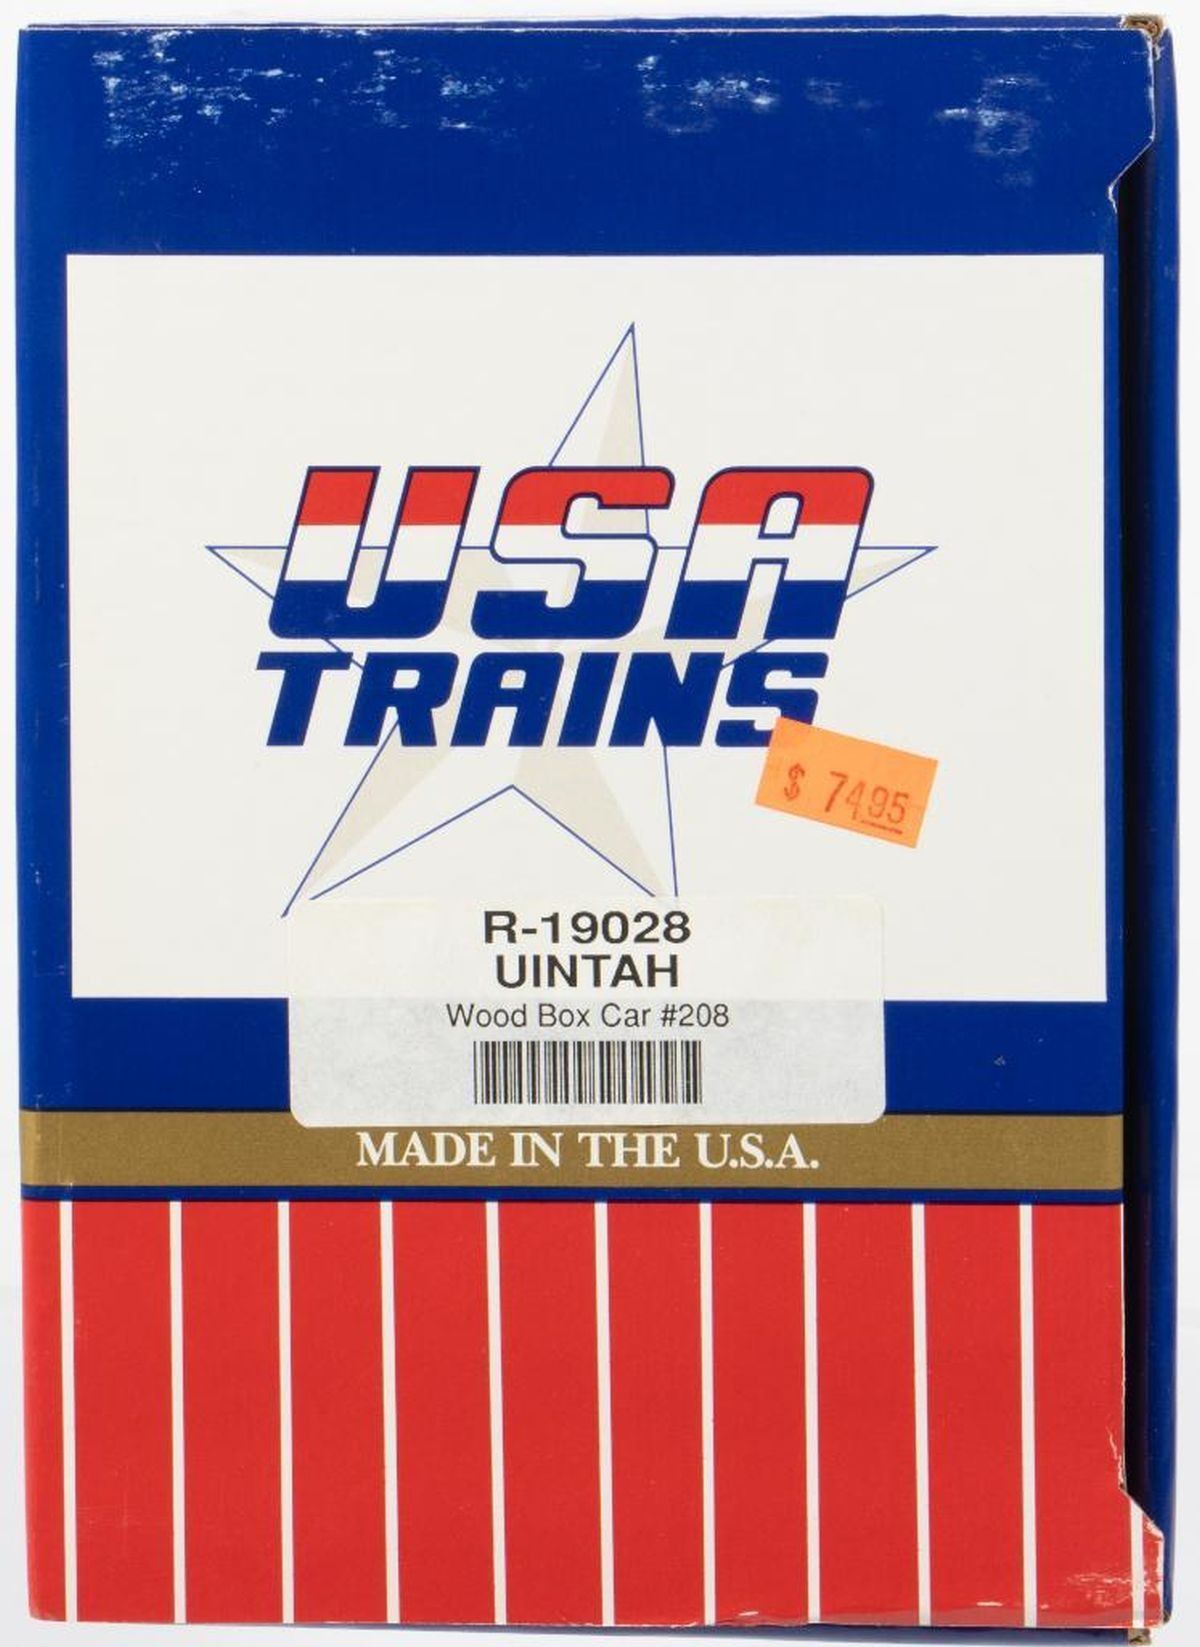 USA
TRAINS
$ 74.95
R-19028
UINTAH
Wood Box Car #208
MADE IN THE U.S.A.